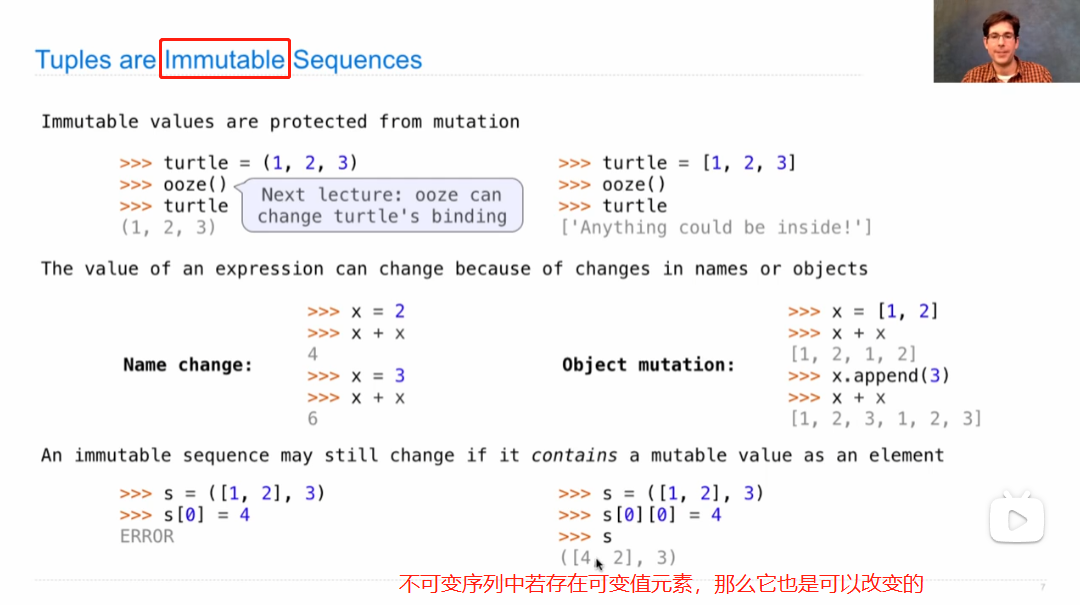 Tuples are Immutable Sequences
Immutable values are protected from mutation
>>> turtle = (1, 2, 3)
>>> ooze()
>>> turtle
(1, 2, 3)
Next lecture: ooze can
change turtle's binding
>>> turtle = [1, 2, 3]
>>> ooze()
>>> turtle
['Anything could be inside!']
The value of an expression can change because of changes in names or objects
Name change:
>>> x = 2
>>> x + x
4
>>> x = 3
>>> x + x
6
Object mutation:
>>> x = [1, 2]
>>> x + x
[1, 2, 1, 2]
>>> x.append(3)
>>> x + x
[1, 2, 3, 1, 2, 3]
An immutable sequence may still change if it contains a mutable value as an element
>>> s = ([1, 2], 3)
>>> s[0] = 4
ERROR
>>> s = ([1, 2], 3)
>>> s[0][0] = 4
>>> s
([4, 2], 3)
不可变序列中若存在可变值元素，那么它也是可以改变的
7